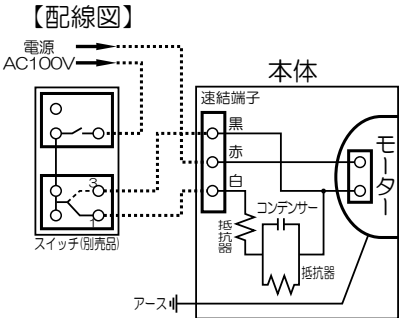 【配線図】
電源
AC100V
本体
速結端子
黒
赤
白
モーター
3
1
コンデンサー
抵抗器
抵抗器
スイッチ(別売品)
アース